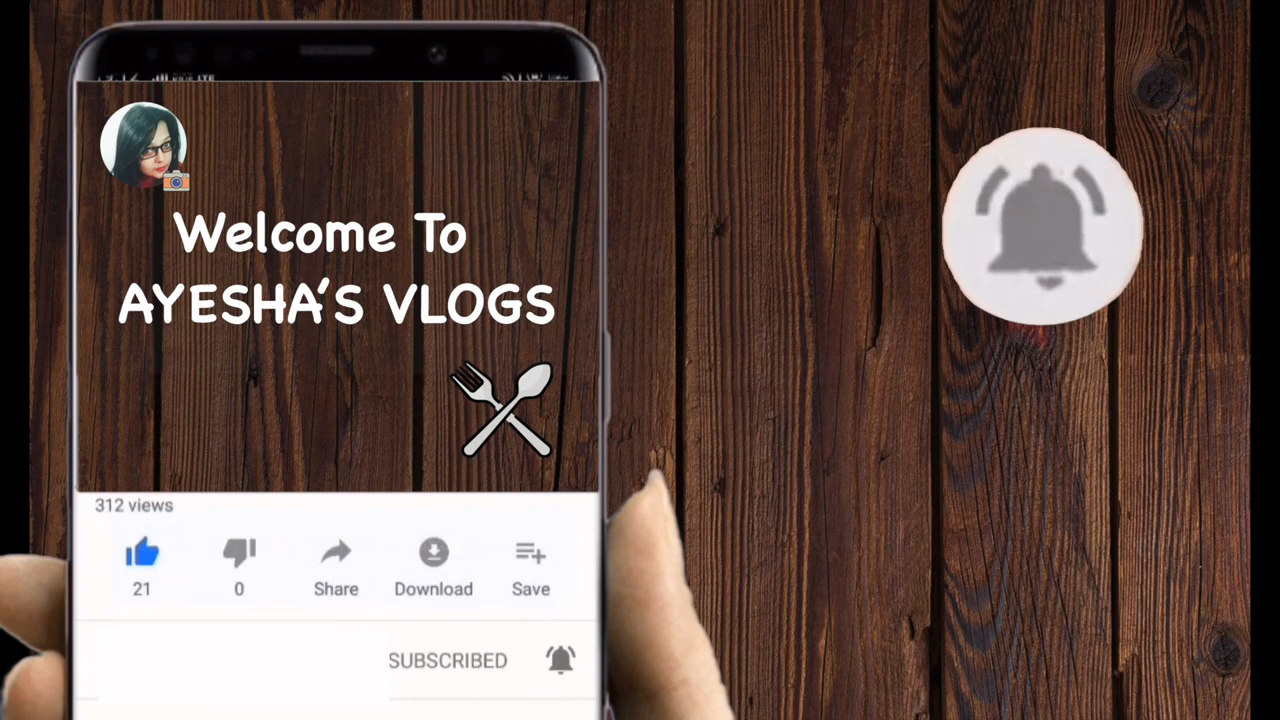 Welcome To
AYESHA'S VLOGS
312 views
21
0
Share
Download
Save
SUBSCRIBED